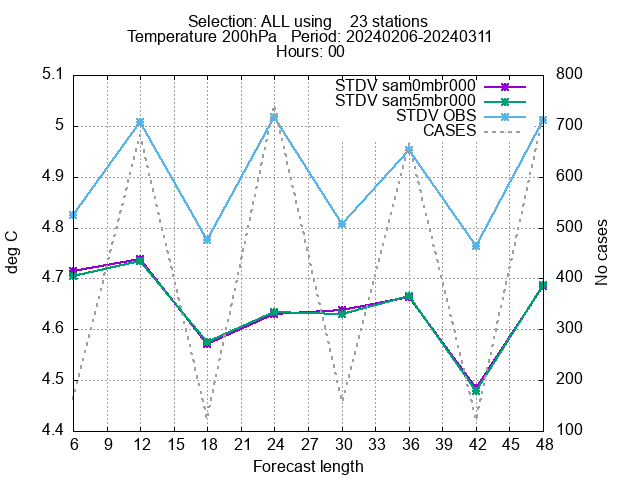 Selection: ALL using 23 stations
Temperature 200hPa Period: 20240206-20240311
Hours: 00
5.1 800
STDV sam0mbr000
STDV sam5mbr000
STDV OBS
CASES
5 700
4.9 600
4.8 500
4.7 400
4.6 300
4.5 200
4.4 100
deg C
No cases
6 9 12 15 18 21 24 27 30 33 36 39 42 45 48
Forecast length